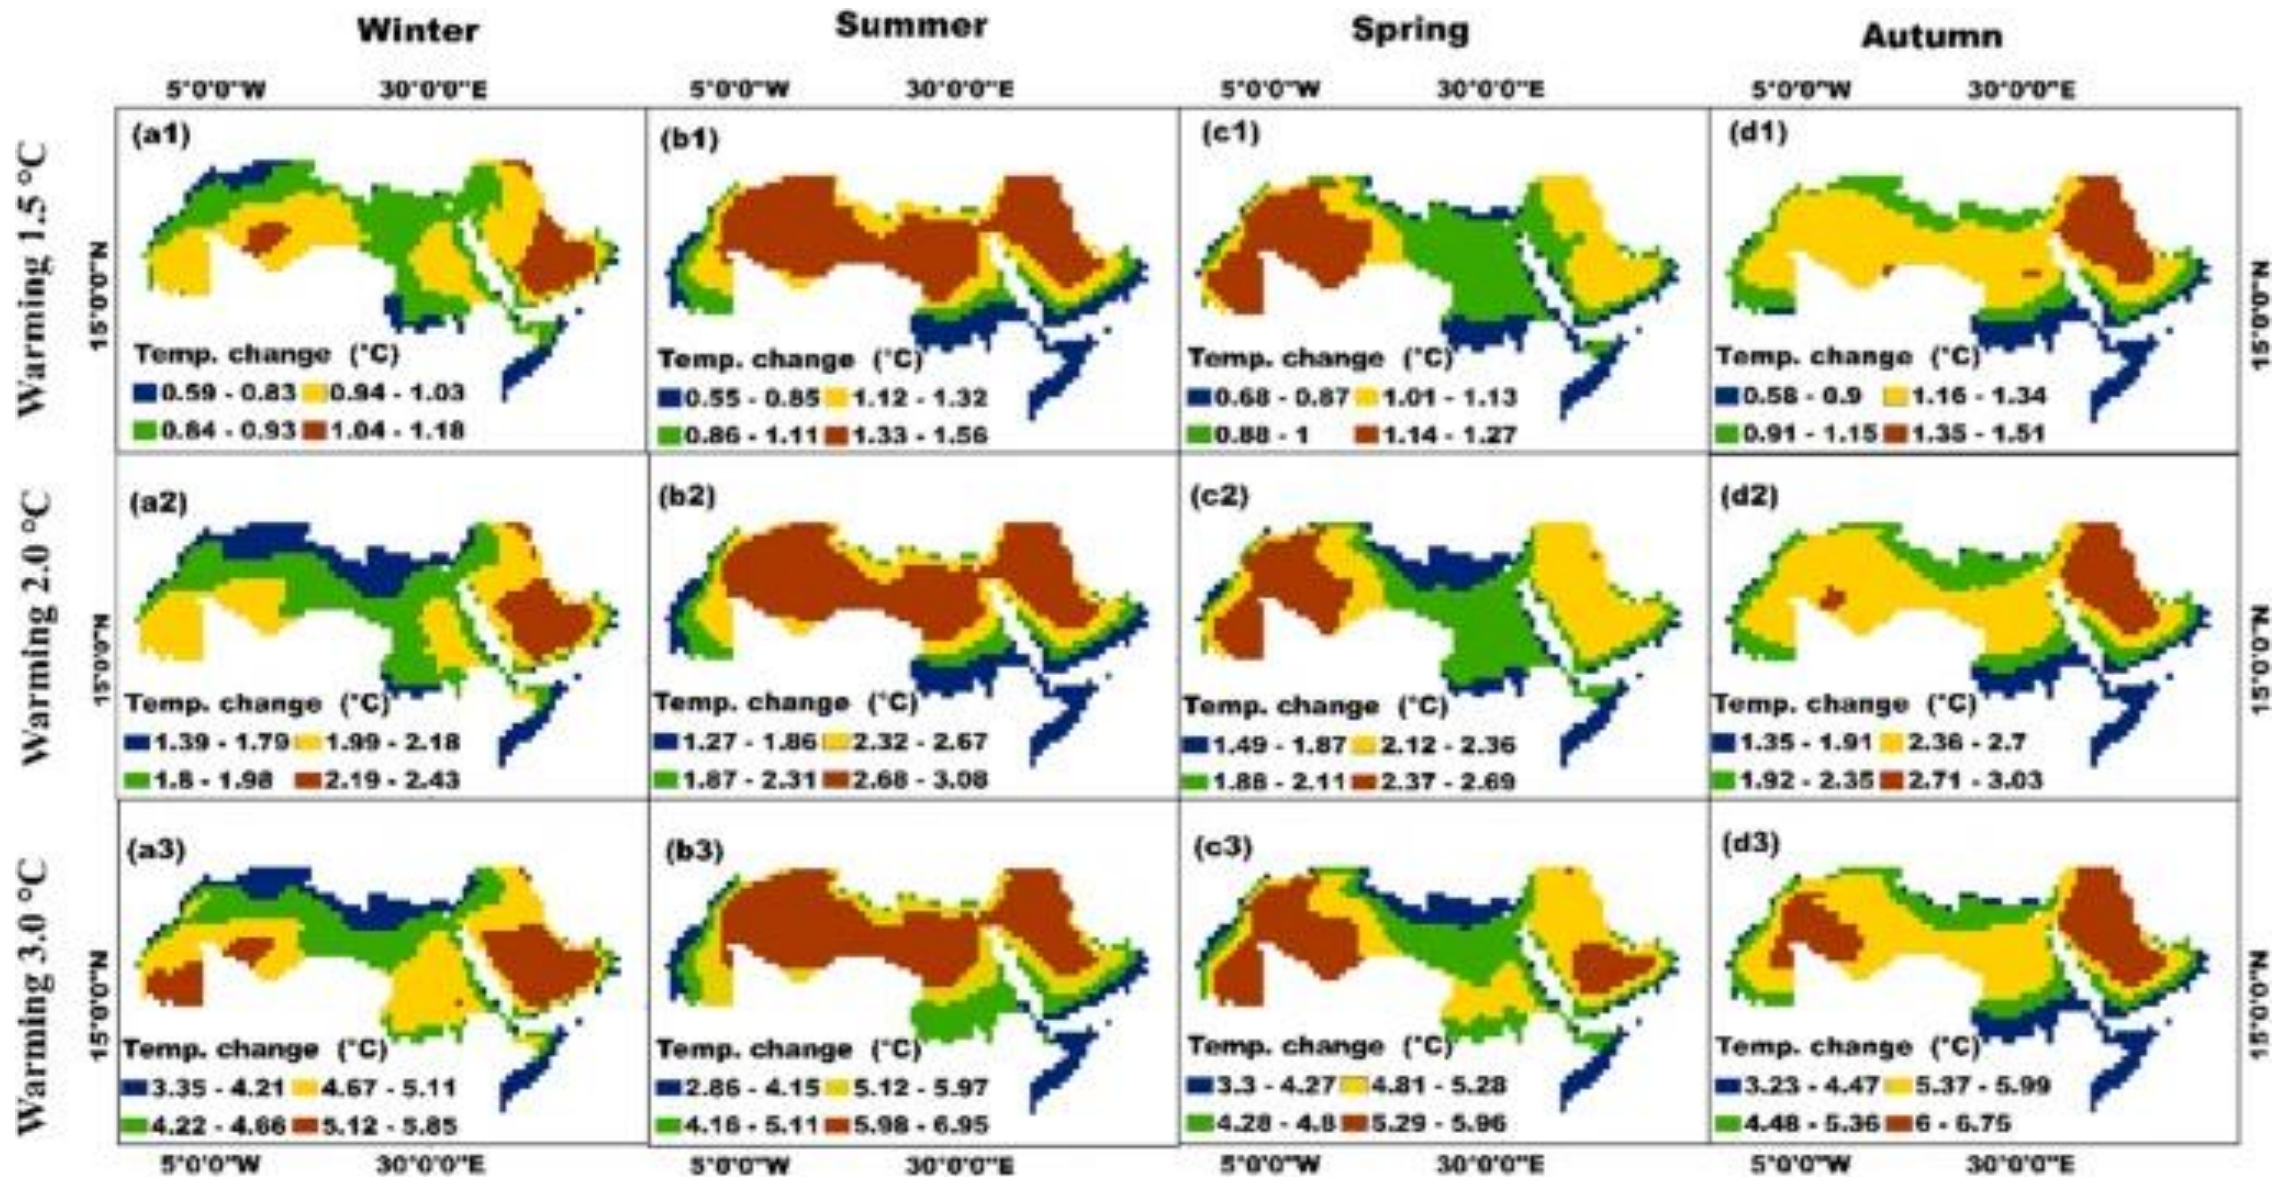 Winter Summer Spring Autumn
5°0'0"W 30°0'0"E 5°0'0"W 30°0'0"E 5°0'0"W 30°0'0"E 5°0'0"W 30°0'0"E
Warming 1.5 °C
15°0'0"N
(a1) (b1) (c1) (d1)
15°0'0"N
Temp. change (°C) Temp. change (°C) Temp. change (°C) Temp. change (°C)
0.59 - 0.83 0.94 - 1.03 0.55 - 0.85 1.12 - 1.32 0.68 - 0.87 1.01 - 1.13 0.58 - 0.9 1.16 - 1.34
0.84 - 0.93 1.04 - 1.18 0.86 - 1.11 1.33 - 1.56 0.88 - 1 1.14 - 1.27 0.91 - 1.15 1.35 - 1.51
Warming 2.0 °C
15°0'0"N
(a2) (b2) (c2) (d2)
15°0'0"N
Temp. change (°C) Temp. change (°C) Temp. change (°C) Temp. change (°C)
1.39 - 1.79 1.99 - 2.18 1.27 - 1.86 2.32 - 2.67 1.49 - 1.87 2.12 - 2.36 1.35 - 1.91 2.36 - 2.7
1.8 - 1.98 2.19 - 2.43 1.87 - 2.31 2.68 - 3.08 1.88 - 2.11 2.37 - 2.69 1.92 - 2.35 2.71 - 3.03
Warming 3.0 °C
15°0'0"N
(a3) (b3) (c3) (d3)
15°0'0"N
Temp. change (°C) Temp. change (°C) Temp. change (°C) Temp. change (°C)
3.35 - 4.21 4.67 - 5.11 2.86 - 4.15 5.12 - 5.97 3.3 - 4.27 4.81 - 5.28 3.23 - 4.47 5.37 - 5.99
4.22 - 4.66 5.12 - 5.85 4.16 - 5.11 5.98 - 6.95 4.28 - 4.8 5.29 - 5.96 4.48 - 5.36 6 - 6.75
5°0'0"W 30°0'0"E 5°0'0"W 30°0'0"E 5°0'0"W 30°0'0"E 5°0'0"W 30°0'0"E